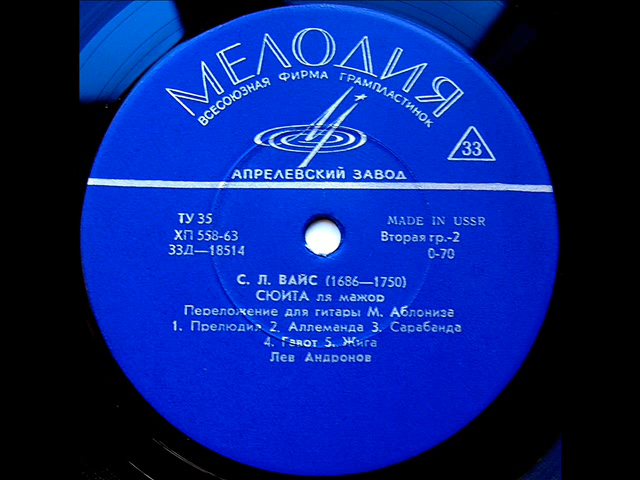 МЕЛОДИЯ
ВСЕСОЮЗНАЯ ФИРМА ГРАМПЛАСТИНОК
33
АПРЕЛЕВСКИЙ ЗАВОД
ТУ 35
ХП 558-63
33Д—18514
MADE IN USSR
Вторая гр.-2
0-70
С. Л. ВАЙС (1686—1750)
СЮИТА ля мажор
Переложение для гитары М. Аблониза
1. Прелюдия 2. Аллеманда 3. Сарабанда
4. Гавот 5. Жига
Лев Андронов